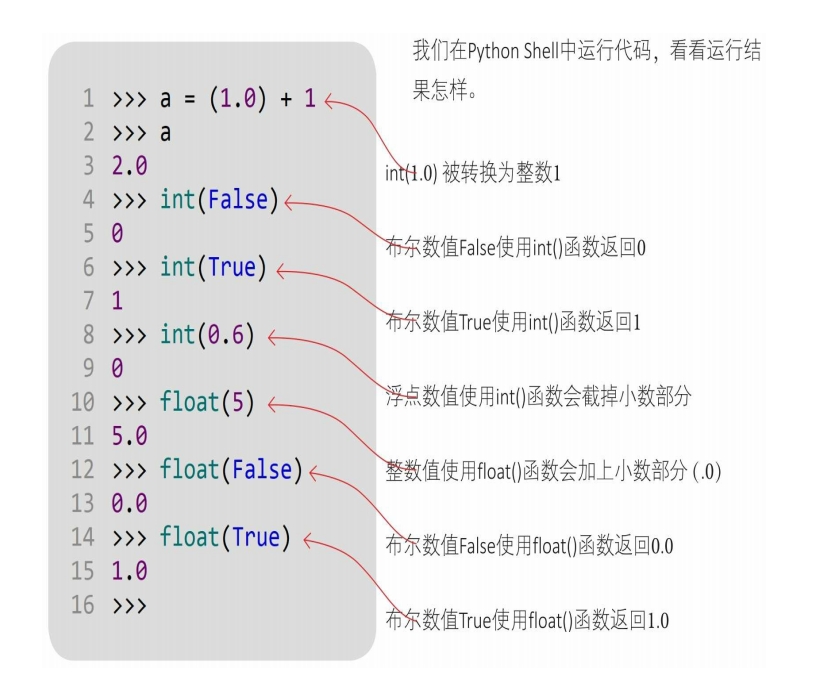 我们在Python Shell中运行代码，看看运行结
果怎样。
1 >>> a = (1.0) + 1
2 >>> a
3 2.0
4 >>> int(False)
5 0
6 >>> int(True)
7 1
8 >>> int(0.6)
9 0
10 >>> float(5)
11 5.0
12 >>> float(False)
13 0.0
14 >>> float(True)
15 1.0
16 >>>
int(1.0) 被转换为整数1
布尔数值False使用int()函数返回0
布尔数值True使用int()函数返回1
浮点数值使用int()函数会截掉小数部分
整数值使用float()函数会加上小数部分 (.0)
布尔数值False使用float()函数返回0.0
布尔数值True使用float()函数返回1.0